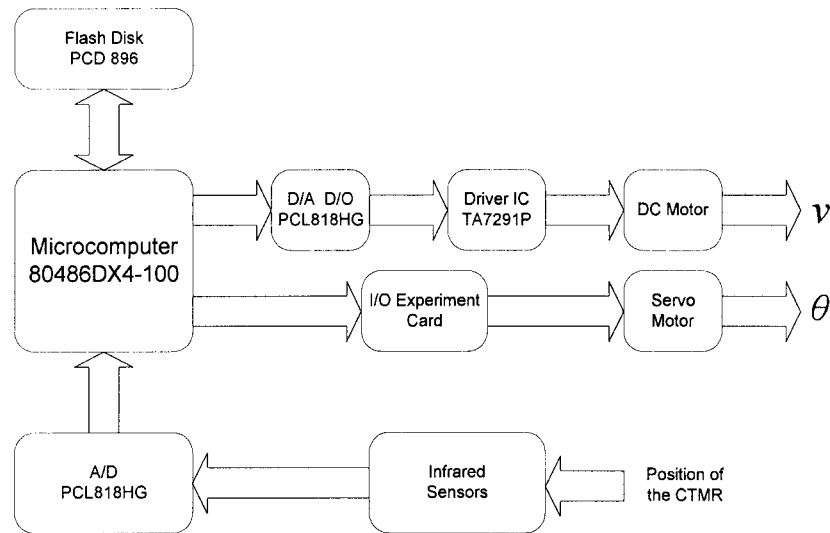 Flash Disk
PCD 896
D/A D/O
PCL818HG
Driver IC
TA7291P
DC Motor
v
Microcomputer
80486DX4-100
I/O Experiment
Card
Servo
Motor
θ
A/D
PCL818HG
Infrared
Sensors
Position of
the CTMR